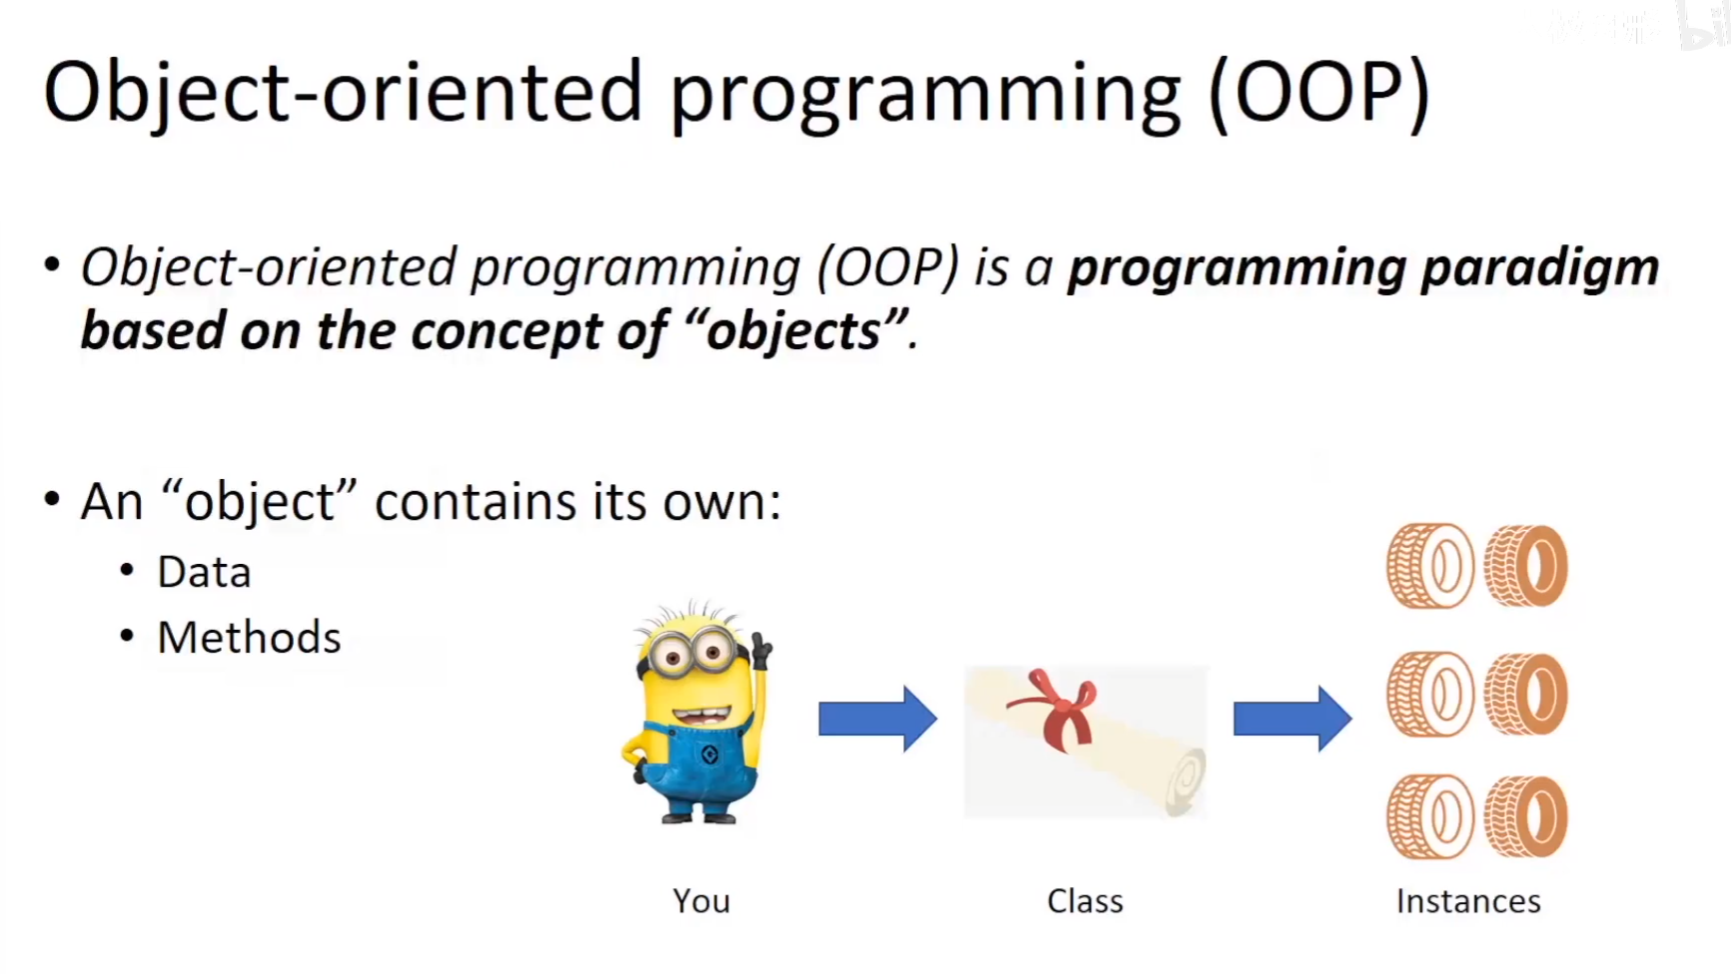 Object-oriented programming (OOP)
• Object-oriented programming (OOP) is a programming paradigm
based on the concept of “objects”.
• An “object” contains its own:
• Data
• Methods
You
Class
Instances